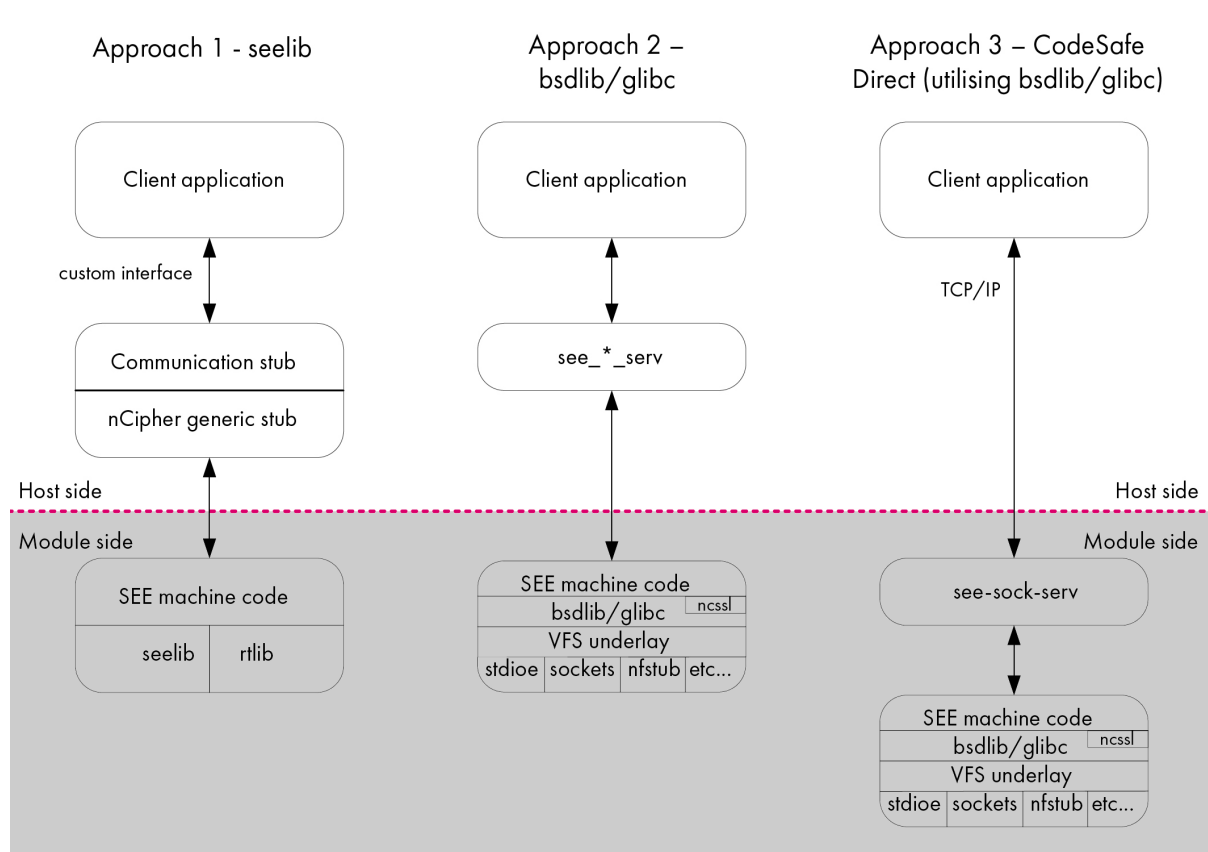 Approach 1 - seelib
Approach 2 –
bsdlib/glibc
Approach 3 – CodeSafe
Direct (utilising bsdlib/glibc)
Client application
Client application
Client application
custom interface
TCP/IP
Communication stub
nCipher generic stub
see_*_serv
Host side
Host side
Module side
Module side
SEE machine code
seelib
rtlib
SEE machine code
bsdlib/glibc
ncssl
VFS underlay
stdioe
sockets
nfstub
etc...
see-sock-serv
SEE machine code
bsdlib/glibc
ncssl
VFS underlay
stdioe
sockets
nfstub
etc...